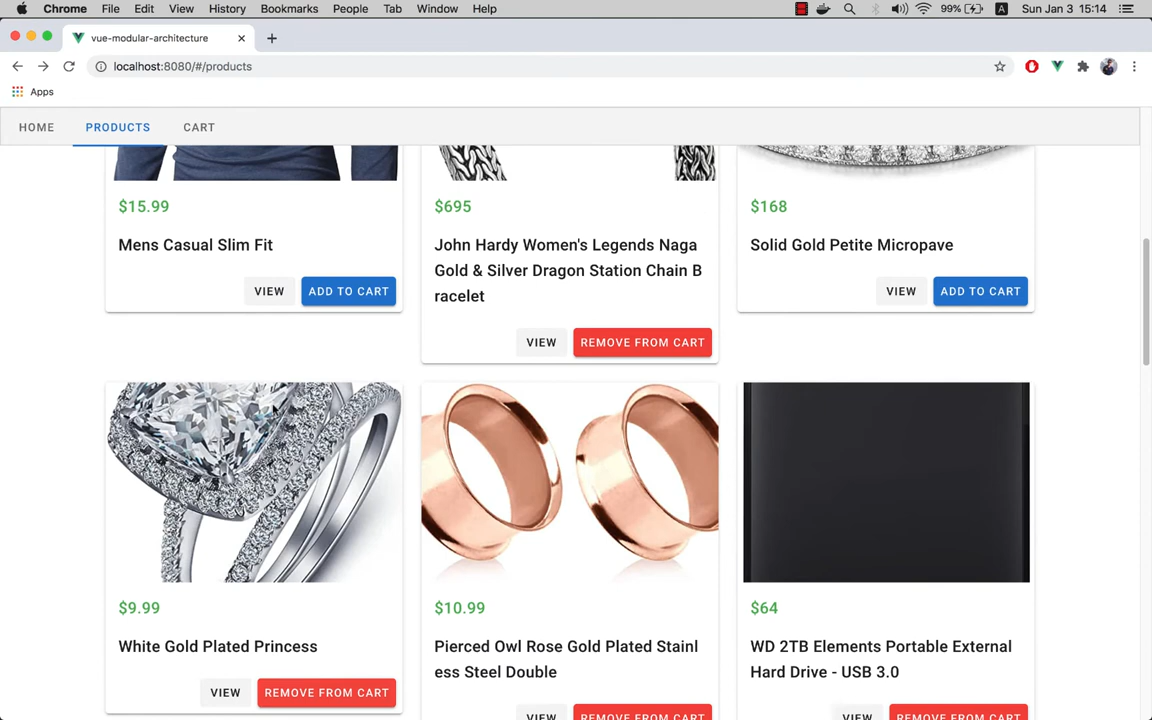 Chrome File Edit View History Bookmarks People Tab Window Help 99% A Sun Jan 3 15:14
vue-modular-architecture
localhost:8080/#/products
Apps
HOME PRODUCTS CART
$15.99 $695 $168
Mens Casual Slim Fit John Hardy Women's Legends Naga Solid Gold Petite Micropave
Gold & Silver Dragon Station Chain B
racelet
VIEW ADD TO CART VIEW ADD TO CART
VIEW REMOVE FROM CART
$9.99 $10.99 $64
White Gold Plated Princess Pierced Owl Rose Gold Plated Stainl WD 2TB Elements Portable External
ess Steel Double Hard Drive - USB 3.0
VIEW REMOVE FROM CART
VIEW REMOVE FROM CART VIEW REMOVE FROM CART